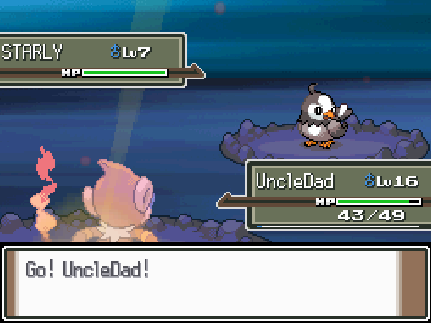 STARLY ♂Lv7
HP
UncleDad ♂Lv16
HP
43/49
Go! UncleDad!